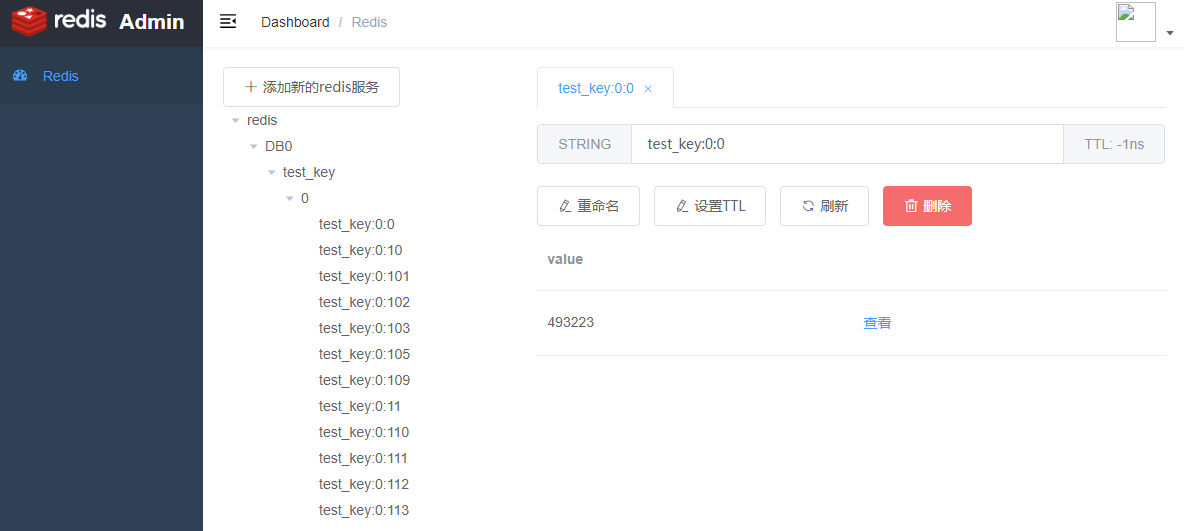 redis Admin
Dashboard / Redis
Redis
+ 添加新的redis服务
redis
DB0
test_key
0
test_key:0:0
test_key:0:10
test_key:0:101
test_key:0:102
test_key:0:103
test_key:0:105
test_key:0:109
test_key:0:11
test_key:0:110
test_key:0:111
test_key:0:112
test_key:0:113
test_key:0:0 ×
STRING test_key:0:0 TTL: -1ns
重命名 设置TTL 刷新 删除
value
493223 查看